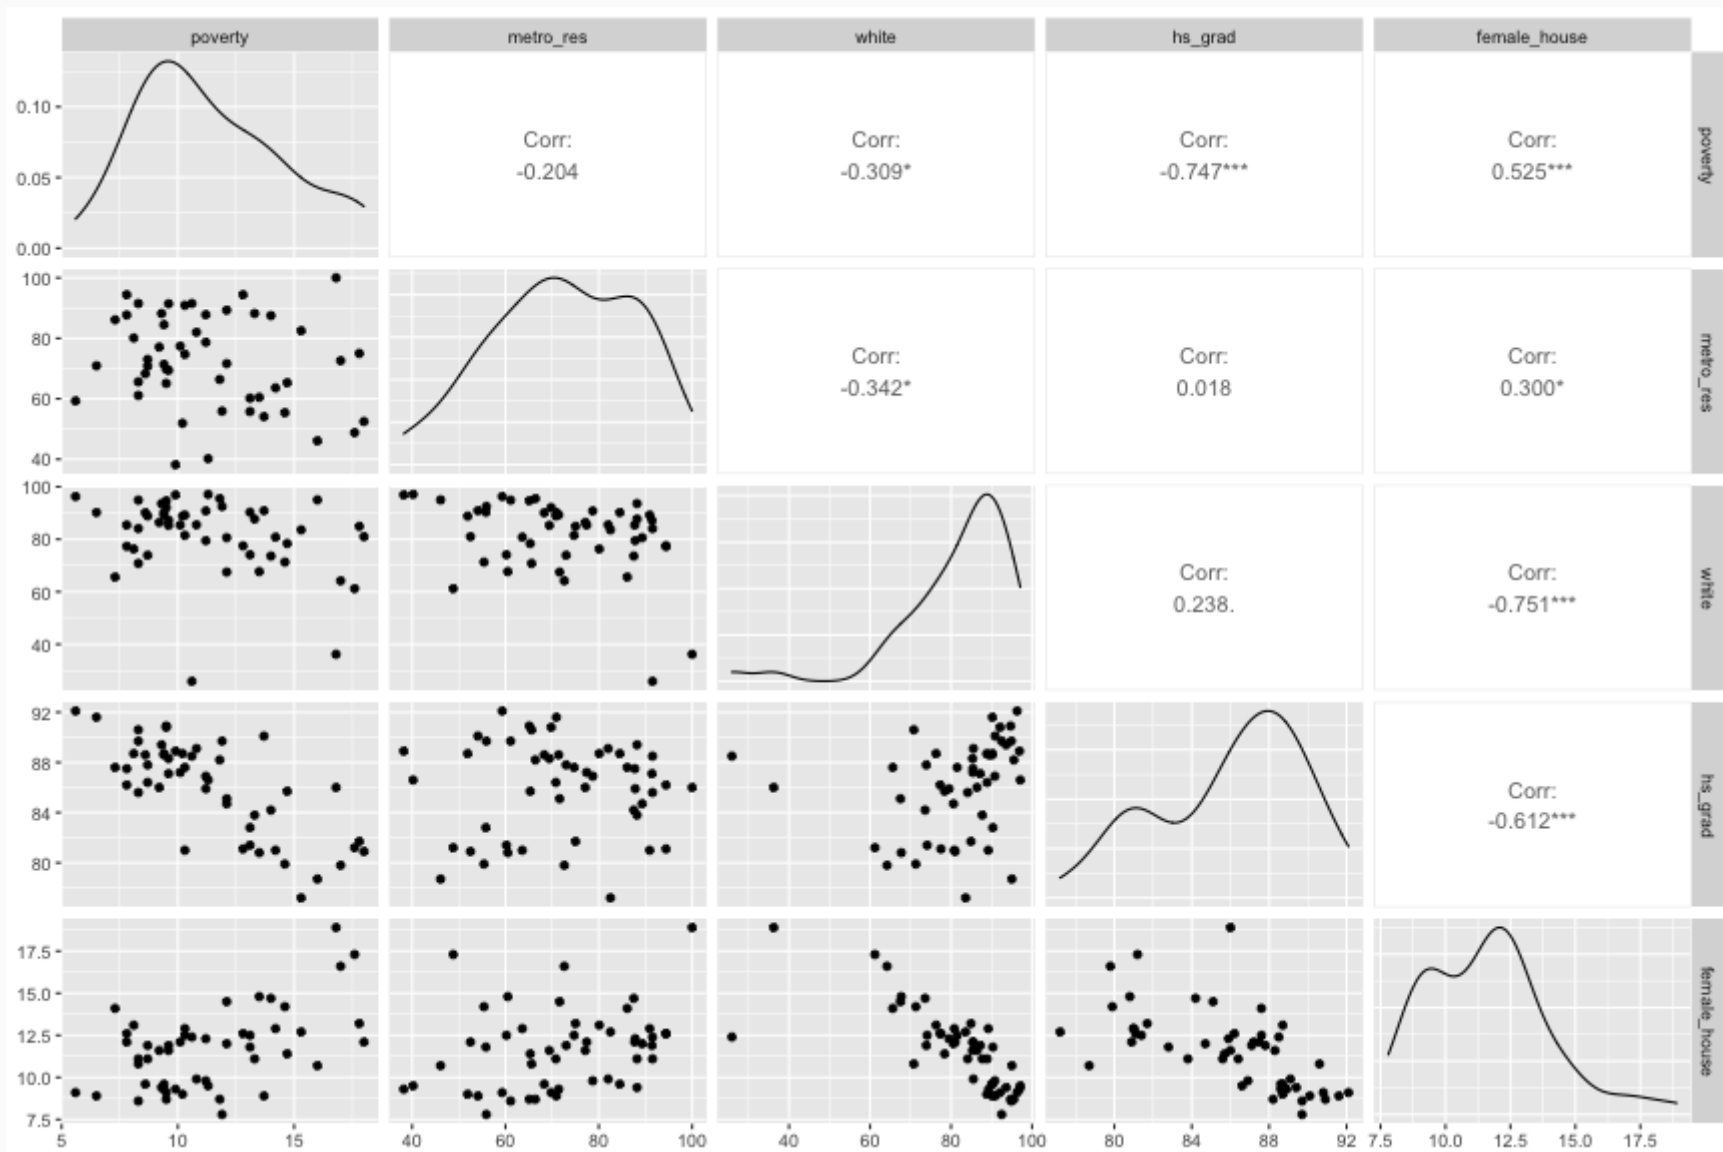 poverty metro_res white hs_grad female_house
0.10
0.05
0.00
Corr: Corr: Corr: Corr:
-0.204 -0.309* -0.747*** 0.525***
poverty
100
80
60
40
Corr: Corr: Corr:
-0.342* 0.018 0.300*
metro_res
100
80
60
40
Corr: Corr:
0.238. -0.751***
white
92
88
84
80
Corr:
-0.612***
hs_grad
17.5
15.0
12.5
10.0
7.5
female_house
5 10 15 40 60 80 100 40 60 80 100 80 84 88 92 7.5 10.0 12.5 15.0 17.5